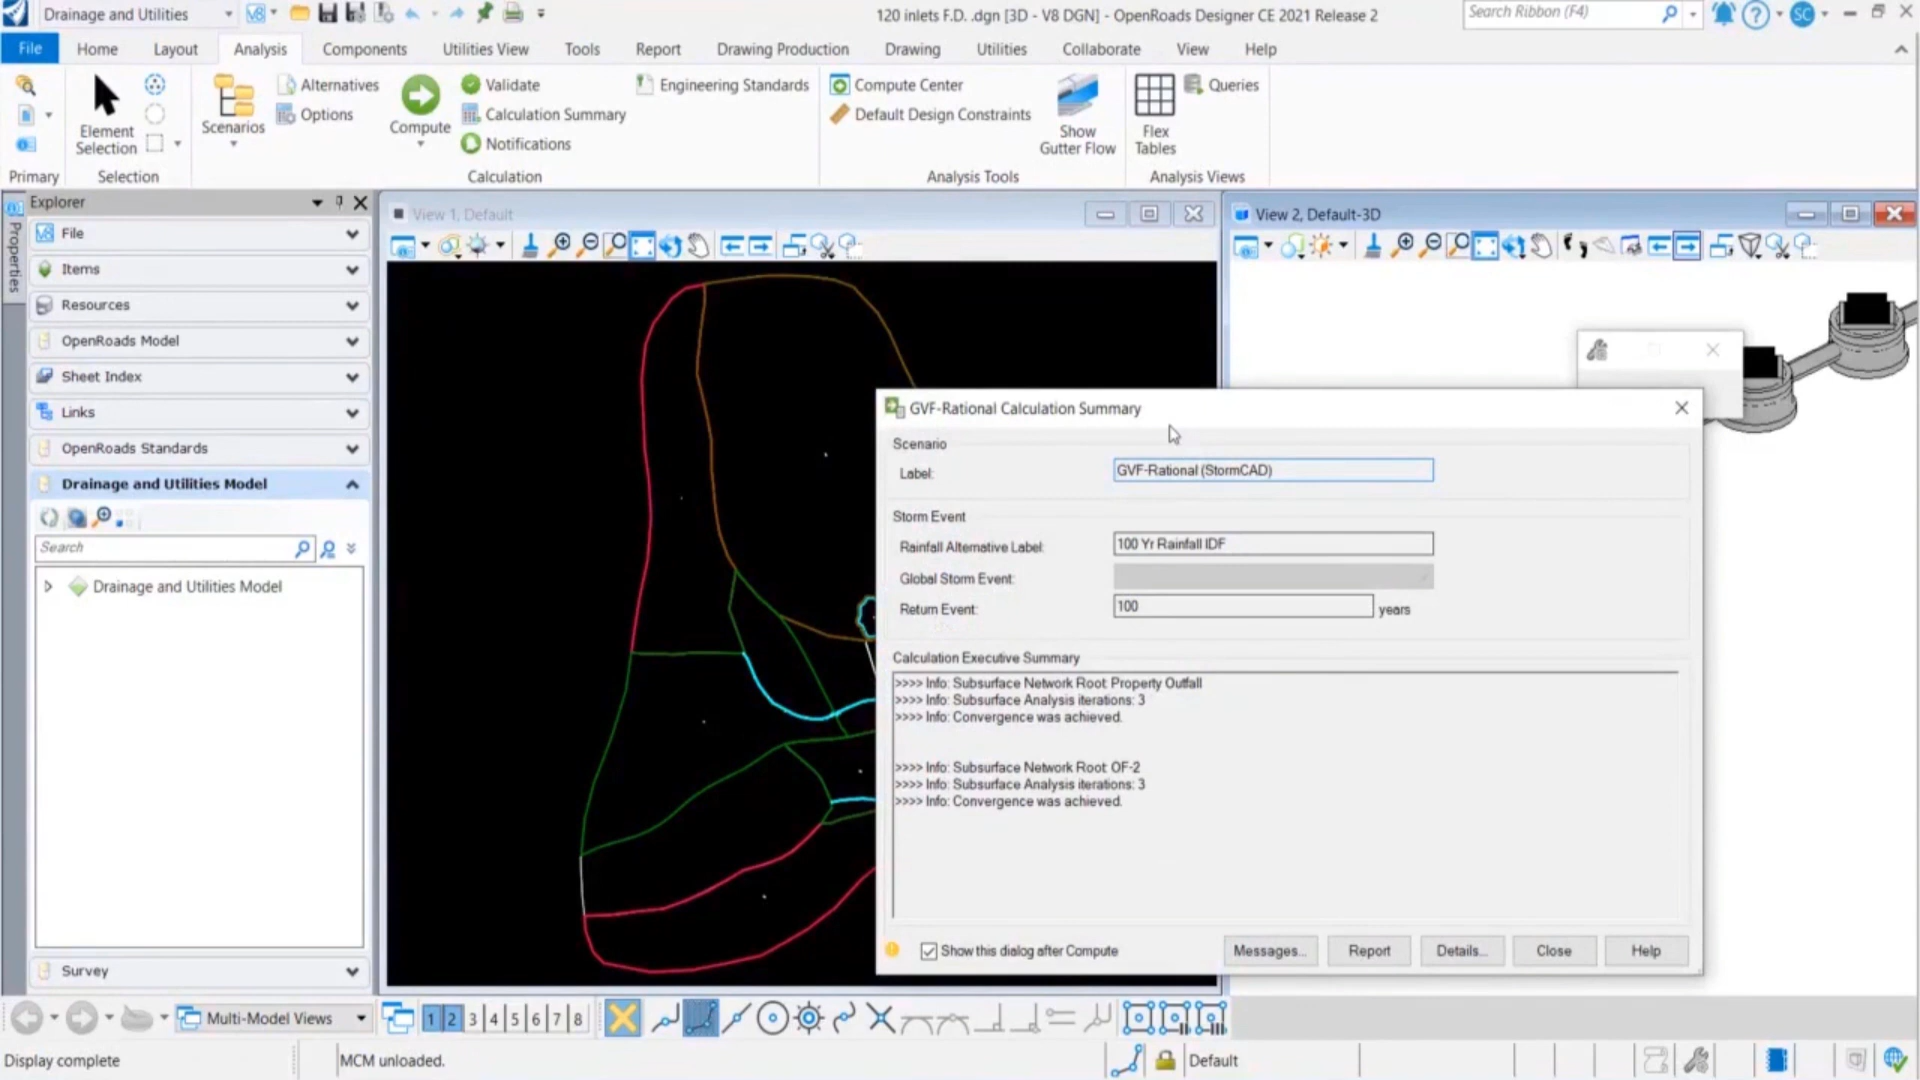 Drainage and Utilities
120 inlets F.D. .dgn [3D - V8 DGN] - OpenRoads Designer CE 2021 Release 2
Search Ribbon (F4)
SC
File
Home
Layout
Analysis
Components
Utilities View
Tools
Report
Drawing Production
Drawing
Utilities
Collaborate
View
Help
Element
Selection
Scenarios
Alternatives
Options
Compute
Validate
Calculation Summary
Notifications
Engineering Standards
Compute Center
Default Design Constraints
Show
Gutter Flow
Flex
Tables
Queries
Primary
Selection
Calculation
Analysis Tools
Analysis Views
Properties
Explorer
File
Items
Resources
OpenRoads Model
Sheet Index
Links
OpenRoads Standards
Drainage and Utilities Model
Search
Drainage and Utilities Model
Survey
View 1, Default
View 2, Default-3D
GVF-Rational Calculation Summary
Scenario
Label:
GVF-Rational (StormCAD)
Storm Event
Rainfall Alternative Label:
100 Yr Rainfall IDF
Global Storm Event:
Return Event:
100
years
Calculation Executive Summary
>>>> Info: Subsurface Network Root: Property Outfall
>>>> Info: Subsurface Analysis iterations: 3
>>>> Info: Convergence was achieved.
>>>> Info: Subsurface Network Root: OF-2
>>>> Info: Subsurface Analysis iterations: 3
>>>> Info: Convergence was achieved.
Show this dialog after Compute
Messages...
Report
Details...
Close
Help
Multi-Model Views
1 2 3 4 5 6 7 8
Display complete
MCM unloaded.
Default